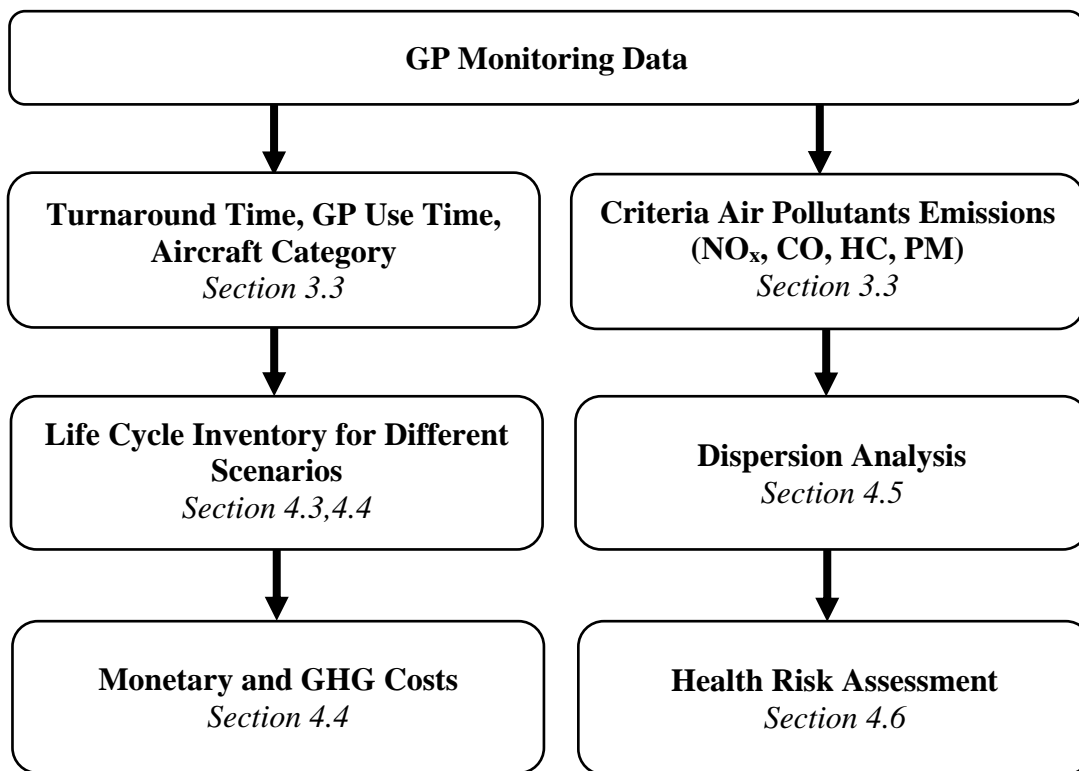 GP Monitoring Data
Turnaround Time, GP Use Time,
Aircraft Category
Section 3.3
Criteria Air Pollutants Emissions
(NOₓ, CO, HC, PM)
Section 3.3
Life Cycle Inventory for Different
Scenarios
Section 4.3,4.4
Dispersion Analysis
Section 4.5
Monetary and GHG Costs
Section 4.4
Health Risk Assessment
Section 4.6